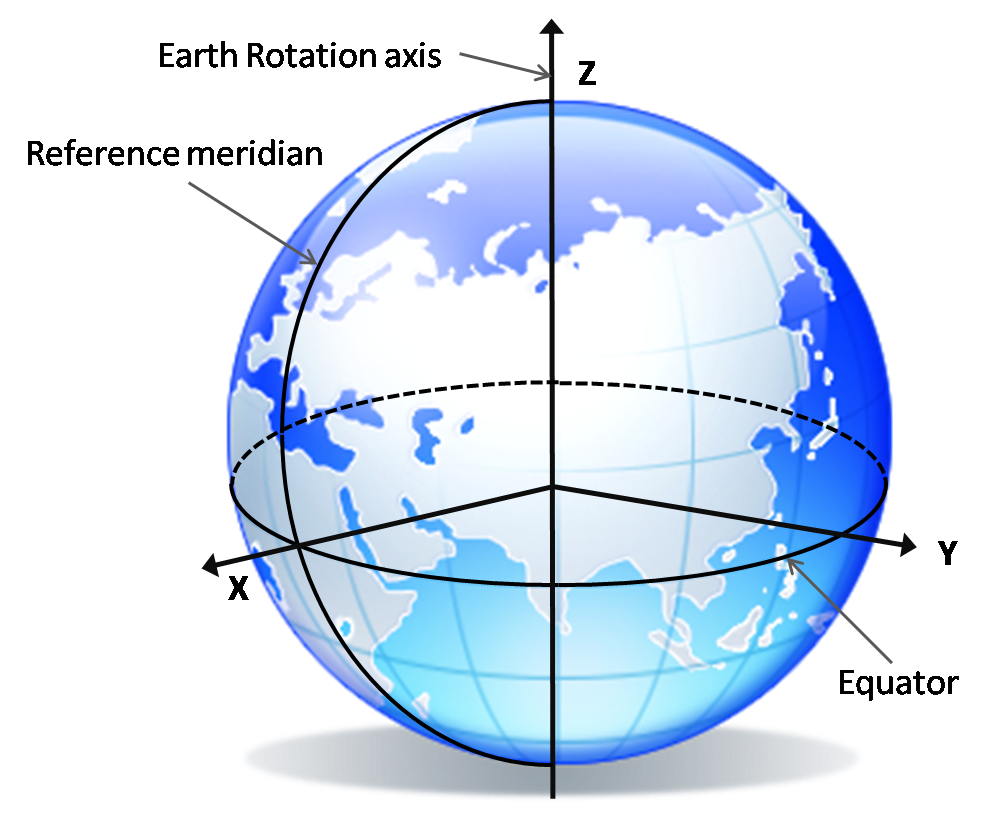 Earth Rotation axis
Z
Reference meridian
Y
X
Equator